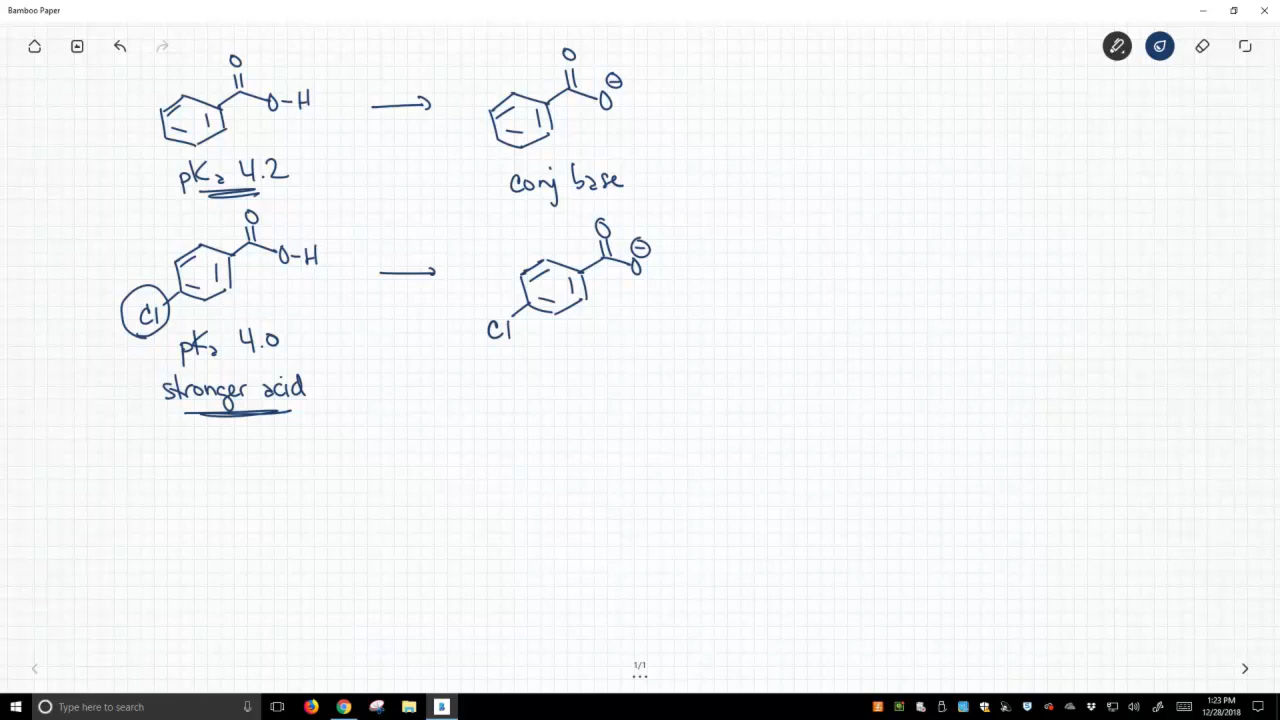 Bamboo Paper
O
O-H
O
O
⊖
pKa 4.2
conj base
O
O-H
Cl
O
O
⊖
Cl
pKa 4.0
stronger acid
1/1
Type here to search
1:23 PM
12/28/2018